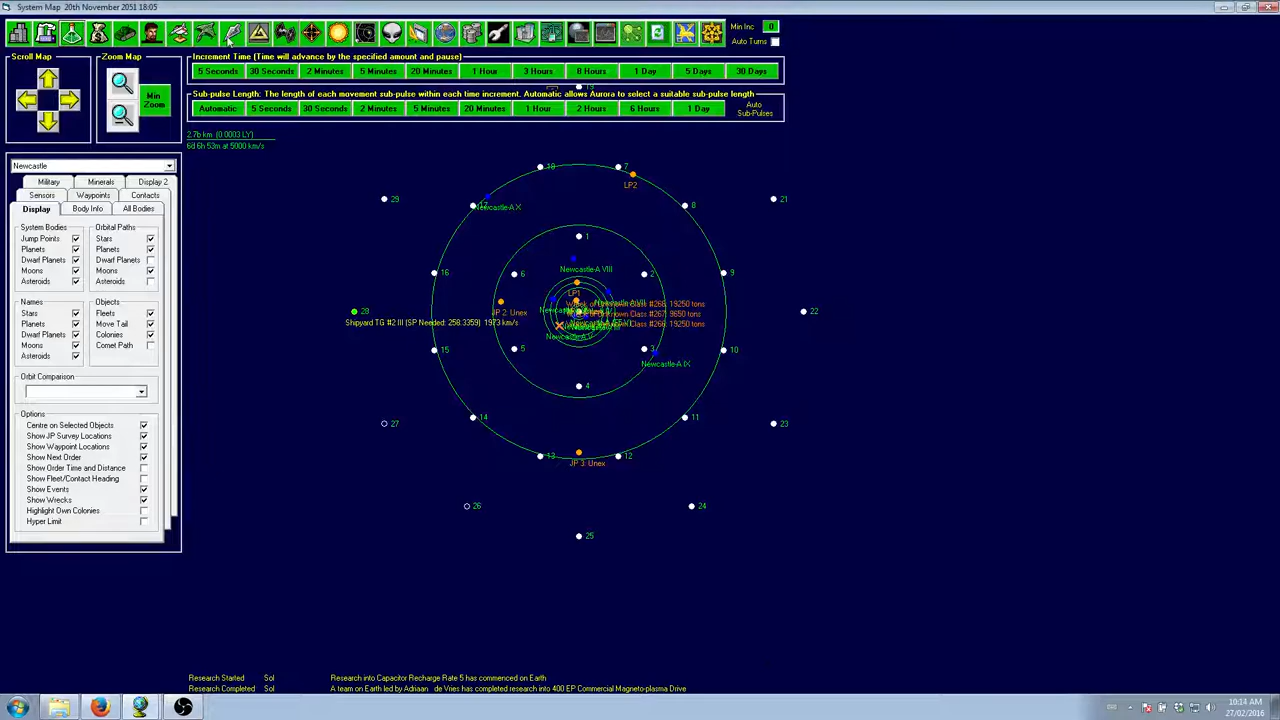 System Map 20th November 2051 18:05
Min Inc 0
Auto Turns
Scroll Map
Zoom Map
Min Zoom
Increment Time (Time will advance by the specified amount and pause)
5 Seconds 30 Seconds 2 Minutes 5 Minutes 20 Minutes 1 Hour 3 Hours 8 Hours 1 Day 5 Days 30 Days
Sub-pulse Length: The length of each movement sub-pulse within each time increment. Automatic allows Aurora to select a suitable sub-pulse length
Automatic 5 Seconds 30 Seconds 2 Minutes 5 Minutes 20 Minutes 1 Hour 2 Hours 6 Hours 1 Day
Auto Sub-Pulses
2.7b km (0.0003 LY)
6d 6h 53m at 5000 km/s
Newcastle
Military Minerals Display 2
Sensors Waypoints Contacts
Display Body Info All Bodies
System Bodies
Jump Points
Planets
Dwarf Planets
Moons
Asteroids
Orbital Paths
Stars
Planets
Dwarf Planets
Moons
Asteroids
Names
Stars
Planets
Dwarf Planets
Moons
Asteroids
Objects
Fleets
Move Tail
Colonies
Comet Path
Orbit Comparison
Options
Centre on Selected Objects
Show JP Survey Locations
Show Waypoint Locations
Show Next Order
Show Order Time and Distance
Show Fleet/Contact Heading
Show Events
Show Wrecks
Highlight Own Colonies
Hyper Limit
19
18
7
LP2
29
17
Newcastle-A X
8
21
1
16
6
Newcastle-A VIII
2
9
LP1
28
JP 2: Unex
Wreck of Unknown Class #266, 19250 tons
22
Shipyard TG #2 III (SP Needed: 258.3359) 1973 km/s
Newcastle-A V
15
5
3
10
Newcastle-A IX
4
14
11
27
23
13
12
JP 3: Unex
26
24
25
Research Started Sol Research into Capacitor Recharge Rate 5 has commenced on Earth
Research Completed Sol A team on Earth led by Adriaan de Vries has completed research into 400 EP Commercial Magneto-plasma Drive
10:14 AM
27/02/2016